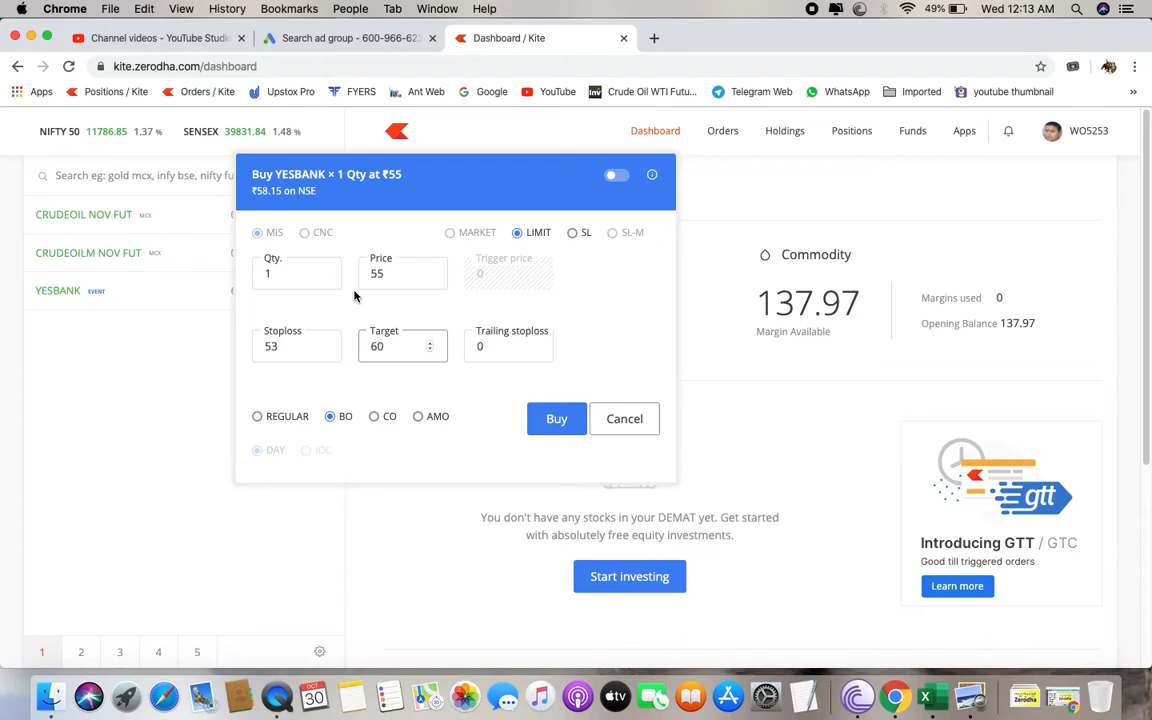 Chrome File Edit View History Bookmarks People Tab Window Help 49% Wed 12:13 AM
Channel videos - YouTube Studi Search ad group - 600-966-62 Dashboard / Kite
kite.zerodha.com/dashboard
Apps Positions / Kite Orders / Kite Upstox Pro FYERS Ant Web Google YouTube Crude Oil WTI Futu... Telegram Web WhatsApp Imported youtube thumbnail »
NIFTY 50 11786.85 1.37 % SENSEX 39831.84 1.48 % Dashboard Orders Holdings Positions Funds Apps WO5253
Search eg: gold mcx, infy bse, nifty fu
CRUDEOIL NOV FUT MCX
CRUDEOILM NOV FUT MCX
YESBANK EVENT
Buy YESBANK × 1 Qty at ₹55
₹58.15 on NSE
MIS CNC MARKET LIMIT SL SL-M
Qty. Price Trigger price
1 55 0
Stoploss Target Trailing stoploss
53 60 0
REGULAR BO CO AMO Buy Cancel
DAY IOC
Commodity
137.97
Margin Available
Margins used 0
Opening Balance 137.97
You don't have any stocks in your DEMAT yet. Get started
with absolutely free equity investments.
Start investing
gtt
Introducing GTT / GTC
Good till triggered orders
Learn more
1 2 3 4 5
OCT
30
tv